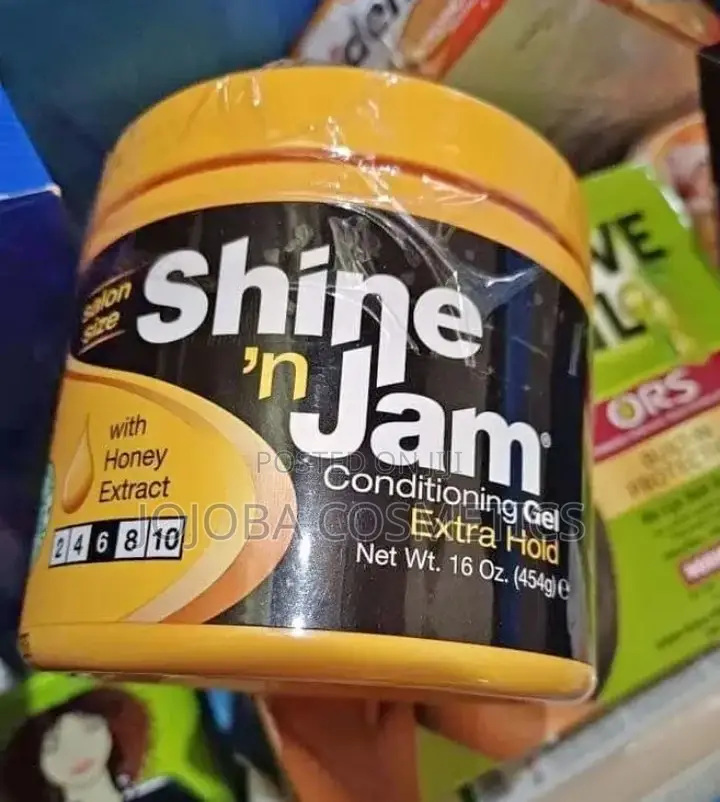 salon
size
Shine
'n Jam®
with
Honey
Extract
2 4 6 8 10
Conditioning Gel
Extra Hold
Net Wt. 16 Oz. (454g) e
POSTED ON JIJI
JOJOBA COSMETICS
ORS